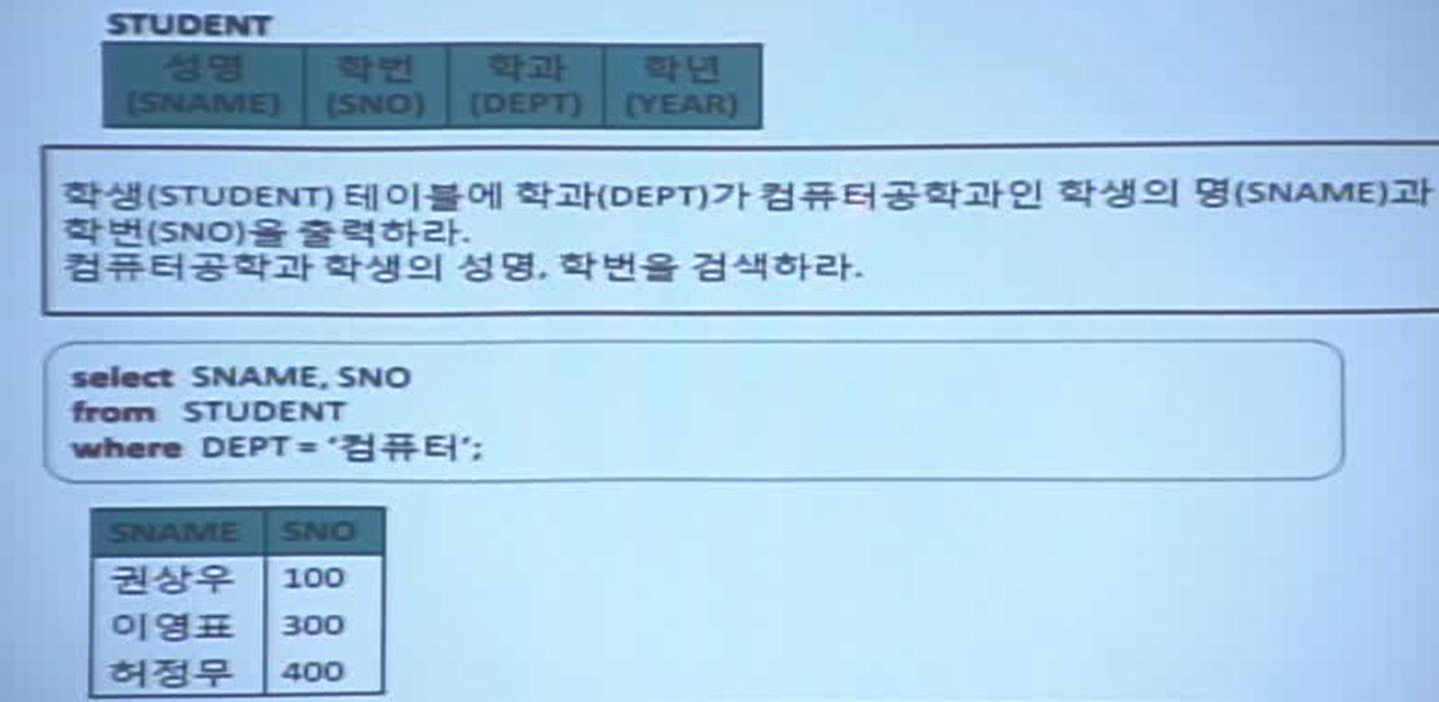 STUDENT
성명 학번 학과 학년
(SNAME) (SNO) (DEPT) (YEAR)
학생(STUDENT) 테이블에 학과(DEPT)가 컴퓨터공학과인 학생의 명(SNAME)과
학번(SNO)을 출력하라.
컴퓨터공학과 학생의 성명, 학번을 검색하라.
select SNAME, SNO
from STUDENT
where DEPT = ‘컴퓨터’;
SNAME SNO
권상우 100
이영표 300
허정무 400